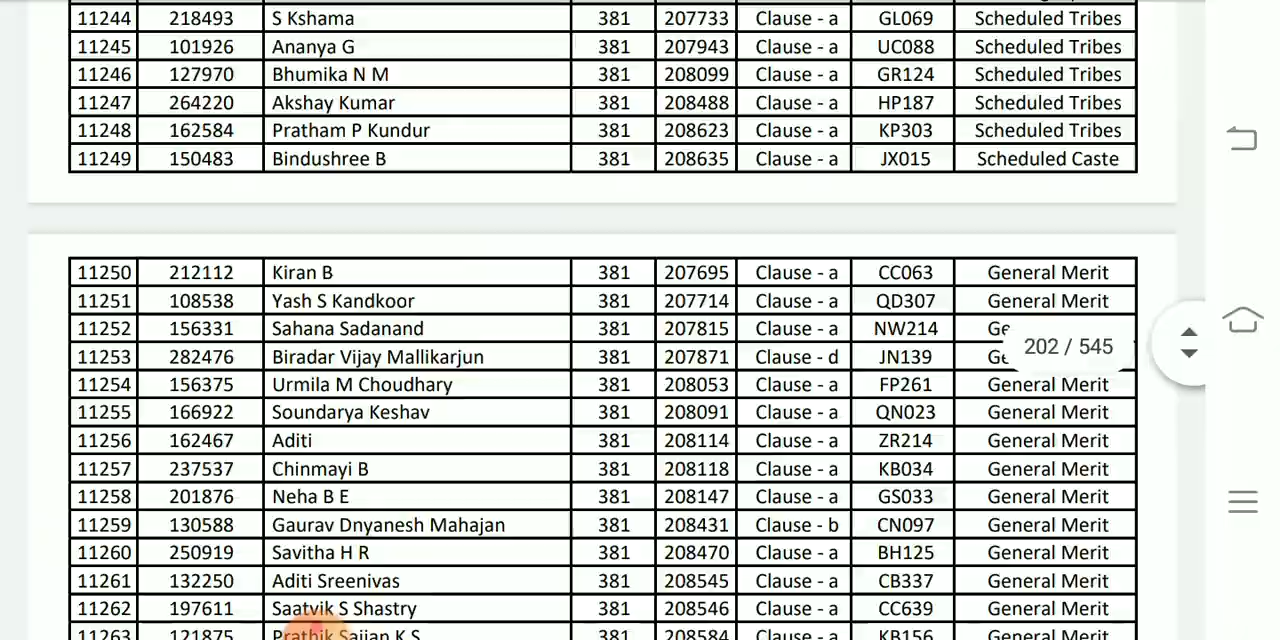 11244 218493 S Kshama 381 207733 Clause - a GL069 Scheduled Tribes
11245 101926 Ananya G 381 207943 Clause - a UC088 Scheduled Tribes
11246 127970 Bhumika N M 381 208099 Clause - a GR124 Scheduled Tribes
11247 264220 Akshay Kumar 381 208488 Clause - a HP187 Scheduled Tribes
11248 162584 Pratham P Kundur 381 208623 Clause - a KP303 Scheduled Tribes
11249 150483 Bindushree B 381 208635 Clause - a JX015 Scheduled Caste
11250 212112 Kiran B 381 207695 Clause - a CC063 General Merit
11251 108538 Yash S Kandkoor 381 207714 Clause - a QD307 General Merit
11252 156331 Sahana Sadanand 381 207815 Clause - a NW214
202 / 545
11253 282476 Biradar Vijay Mallikarjun 381 207871 Clause - d JN139
11254 156375 Urmila M Choudhary 381 208053 Clause - a FP261 General Merit
11255 166922 Soundarya Keshav 381 208091 Clause - a QN023 General Merit
11256 162467 Aditi 381 208114 Clause - a ZR214 General Merit
11257 237537 Chinmayi B 381 208118 Clause - a KB034 General Merit
11258 201876 Neha B E 381 208147 Clause - a GS033 General Merit
11259 130588 Gaurav Dnyanesh Mahajan 381 208431 Clause - b CN097 General Merit
11260 250919 Savitha H R 381 208470 Clause - a BH125 General Merit
11261 132250 Aditi Sreenivas 381 208545 Clause - a CB337 General Merit
11262 197611 Saatvik S Shastry 381 208546 Clause - a CC639 General Merit
11263 121875 Prathik Sajjan K S 381 208584 Clause - a KB156 General Merit